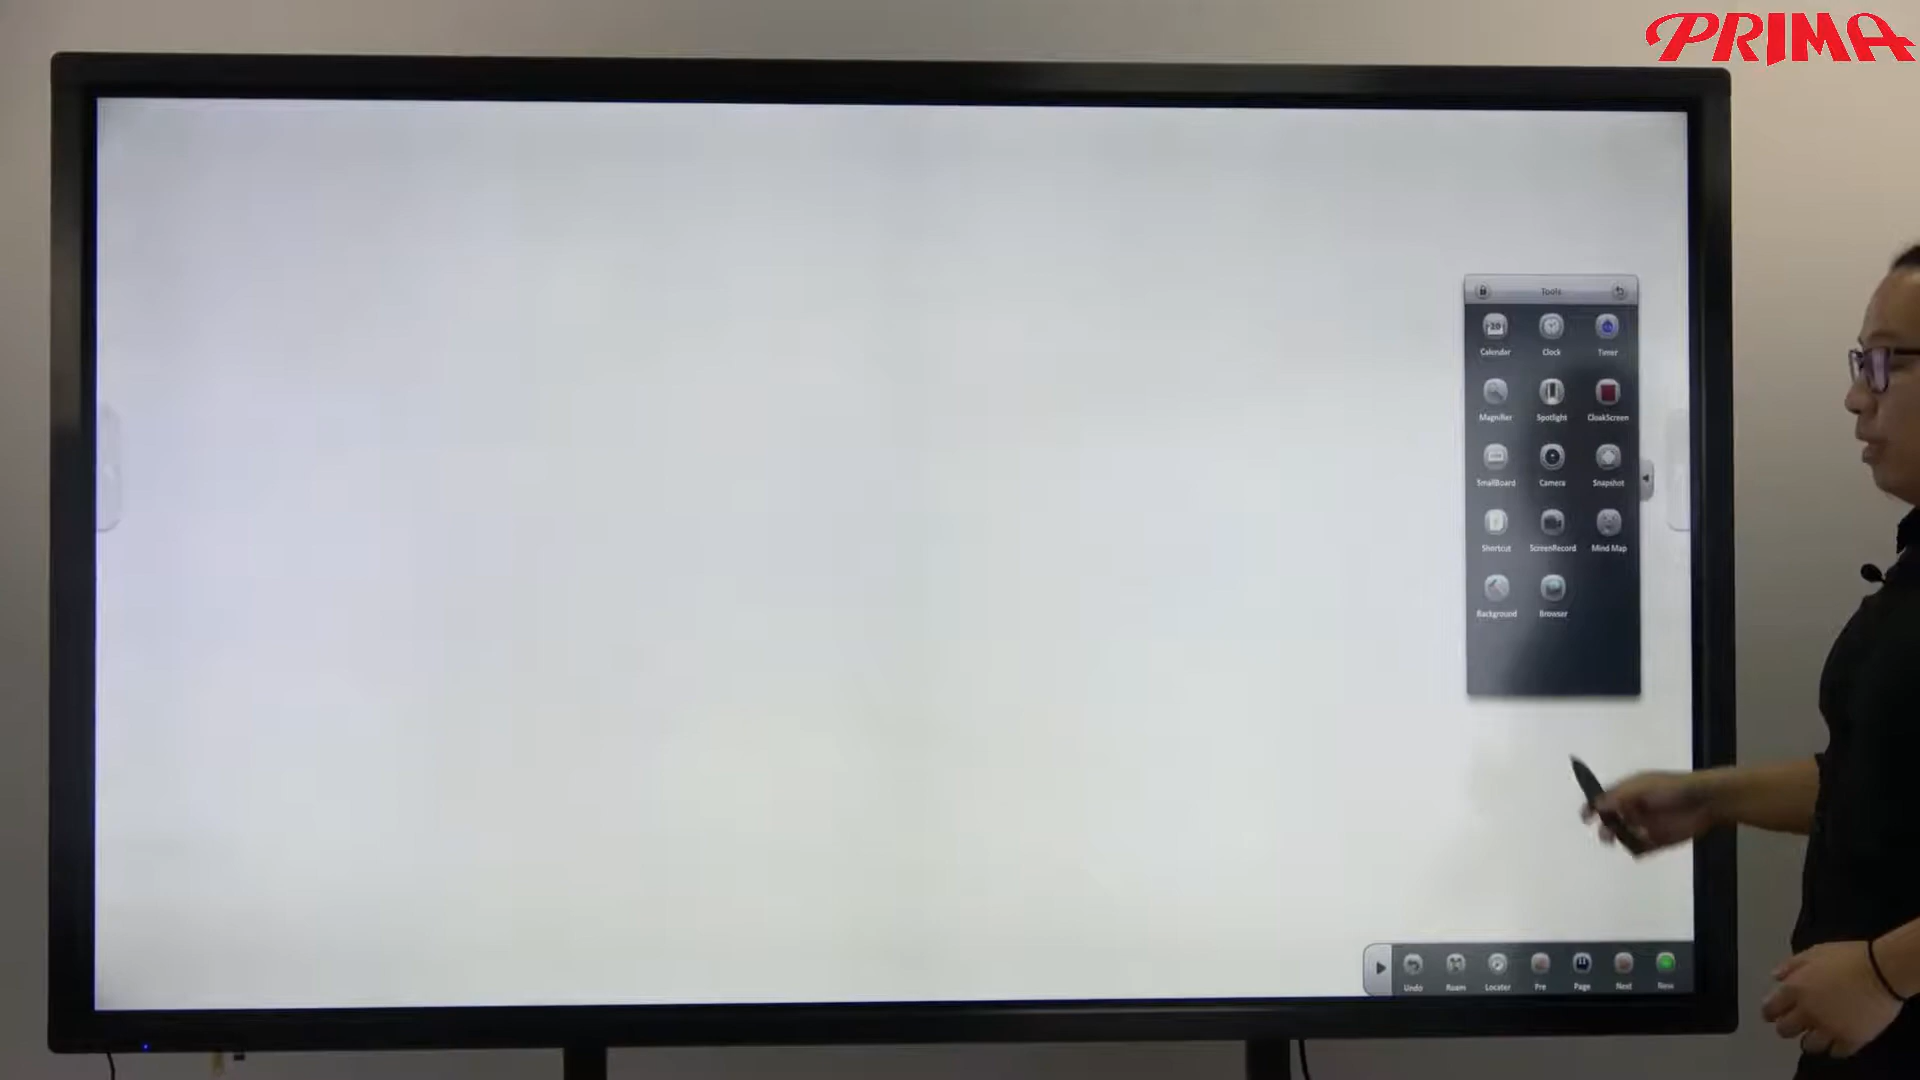 PRIMA
Tools
Calendar Clock Timer
Magnifier Spotlight CloakScreen
SmallBoard Camera Snapshot
Shortcut ScreenRecord Mind Map
Background Browser
Undo Roam Locater Pre Page Next New